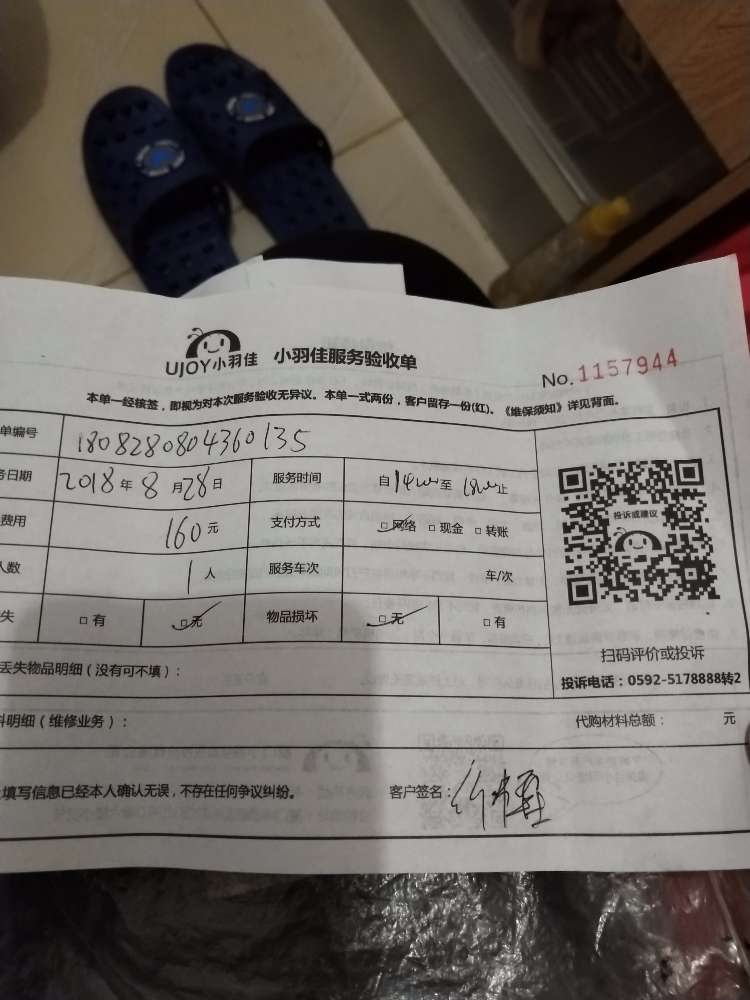 UJOY小羽佳 小羽佳服务验收单
No. 1157944
本单一经核签，即视为对本次服务验收无异议。本单一式两份，客户留存一份(红)。《维保须知》详见背面。
单编号 1808280804360135
务日期 2018年8月28日 服务时间 自14 至18 止
费用 160元 支付方式 □网络 □现金 □转账
人数 1人 服务车次 车/次
失 □有 □无 物品损坏 □无 □有
投诉或建议
扫码评价或投诉
投诉电话：0592-5178888转2
丢失物品明细（没有可不填）：
料明细（维修业务）： 代购材料总额： 元
填写信息已经本人确认无误，不存在任何争议纠纷。 客户签名：